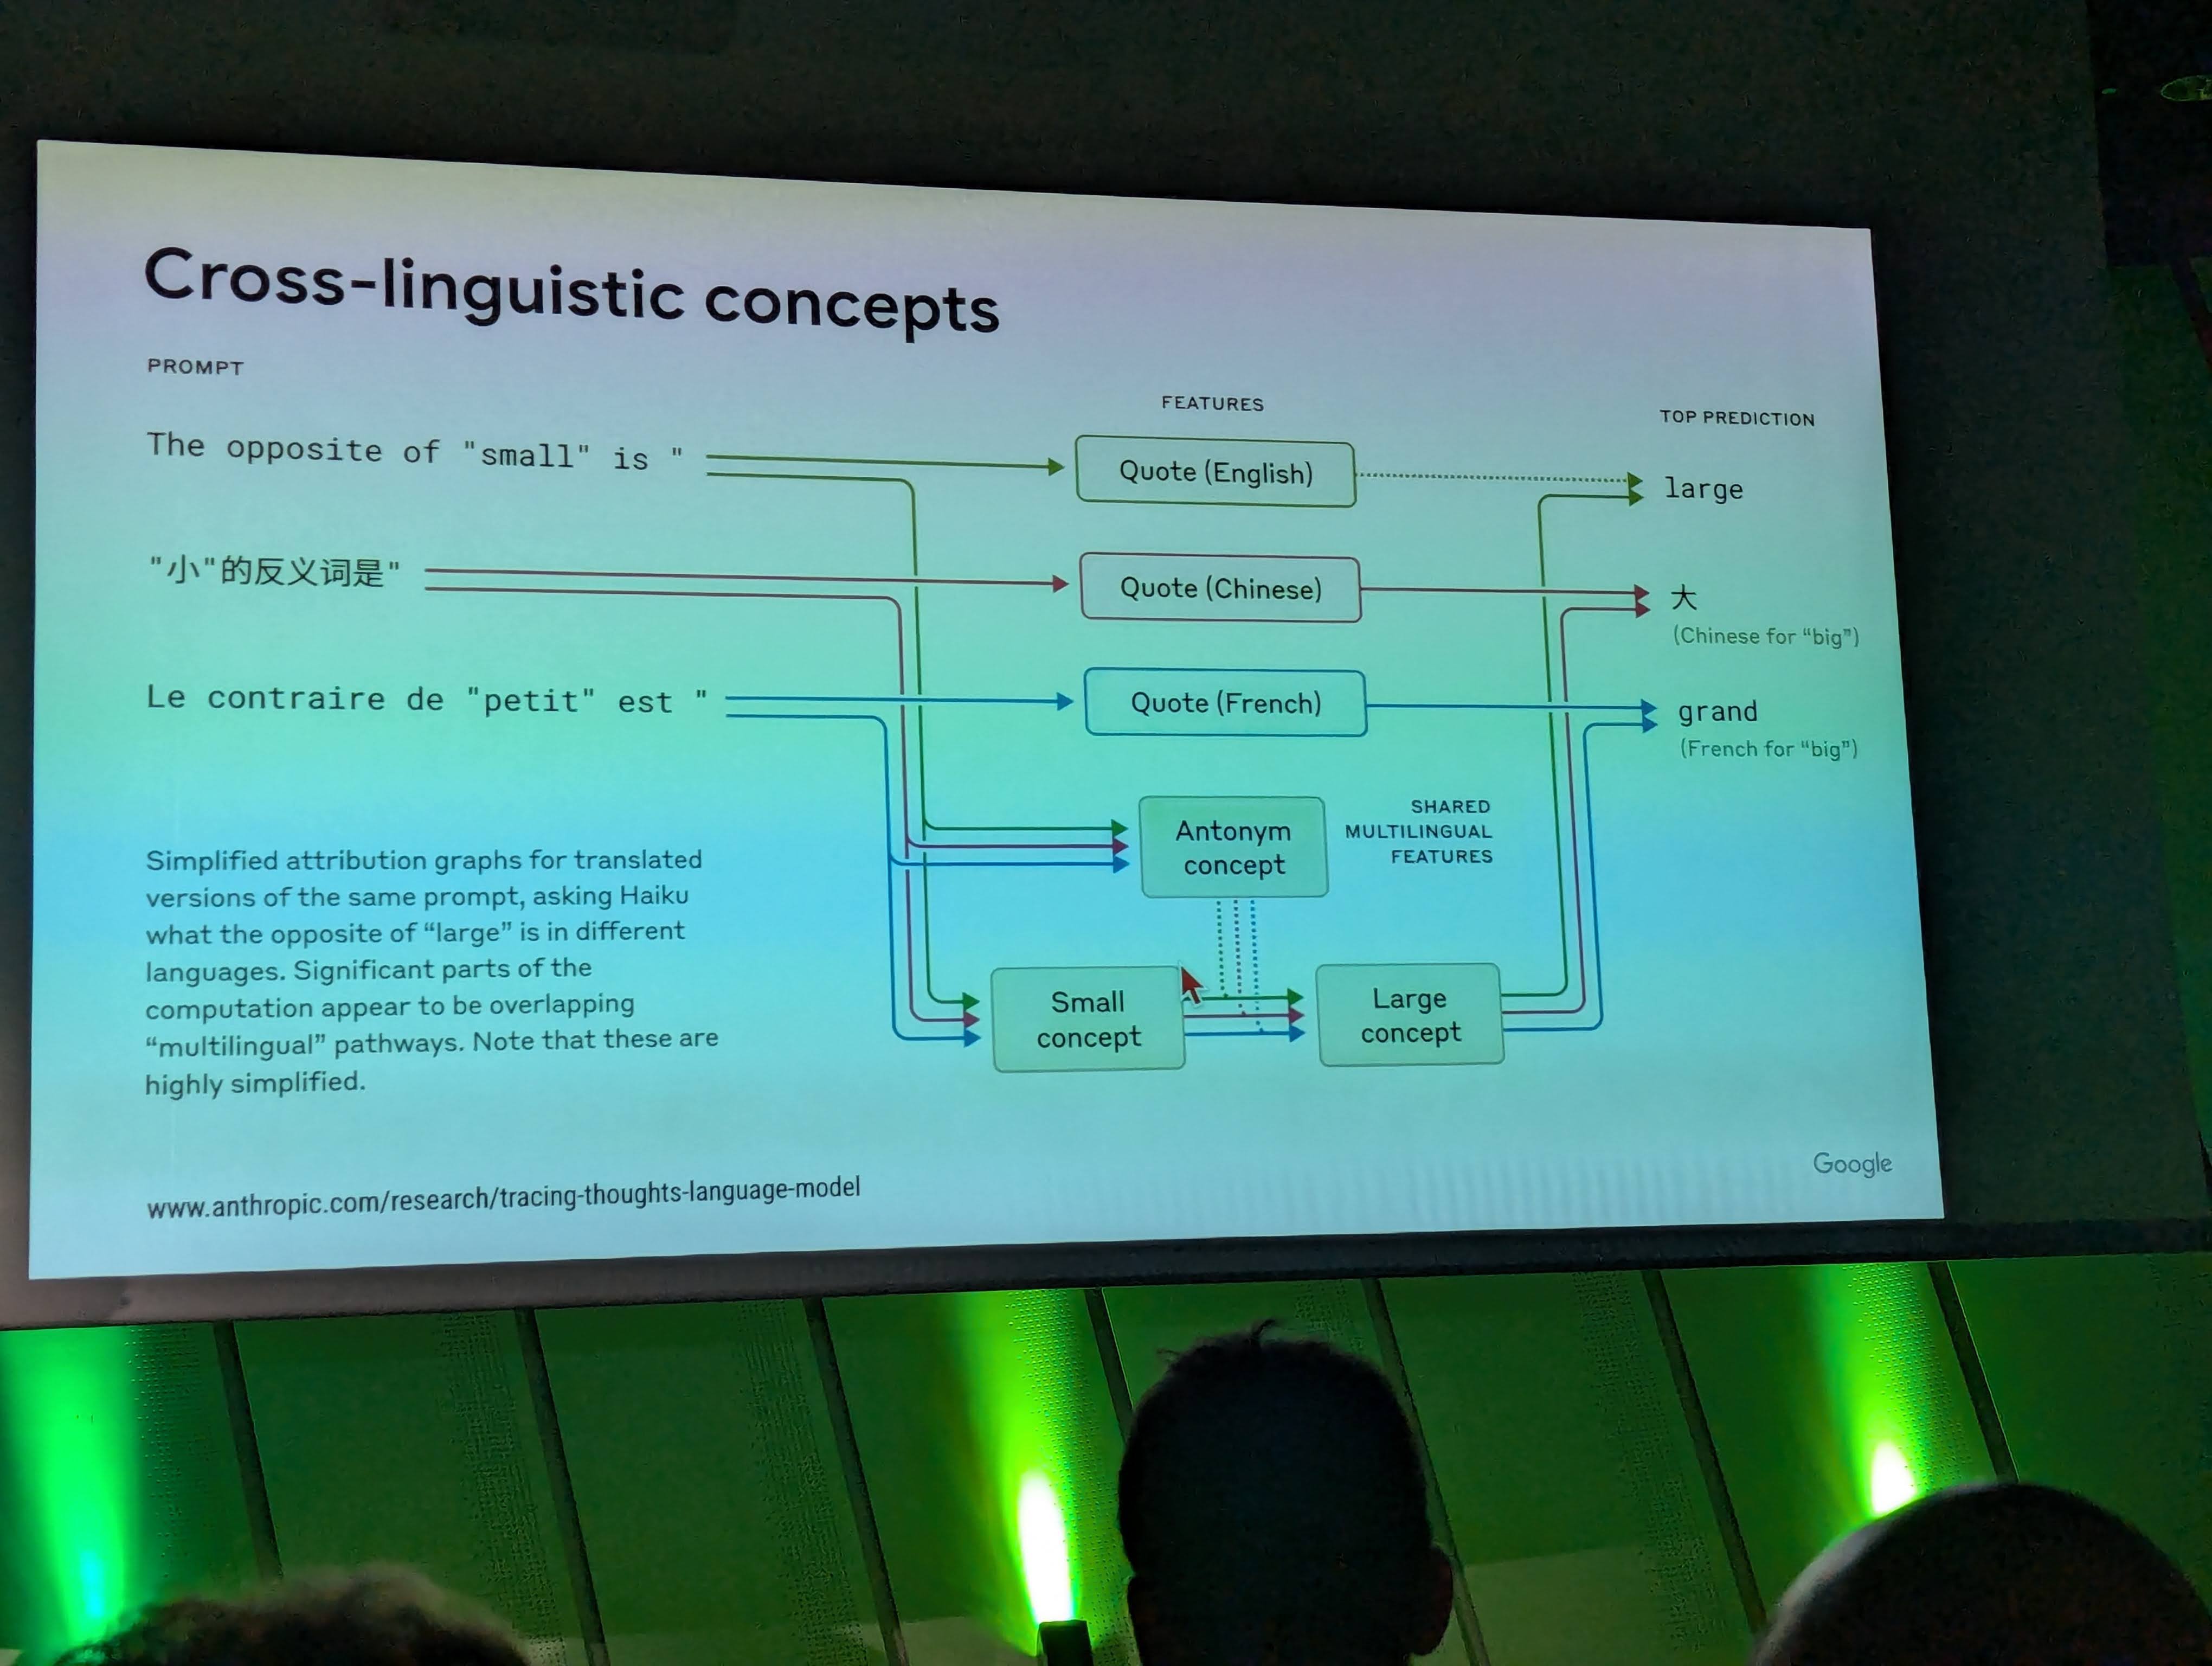 Cross-linguistic concepts
PROMPT
FEATURES
TOP PREDICTION
The opposite of "small" is "
Quote (English)
large
"小"的反义词是"
Quote (Chinese)
大
(Chinese for “big”)
Le contraire de "petit" est "
Quote (French)
grand
(French for “big”)
Antonym
concept
SHARED
MULTILINGUAL
FEATURES
Small
concept
Large
concept
Simplified attribution graphs for translated
versions of the same prompt, asking Haiku
what the opposite of “large” is in different
languages. Significant parts of the
computation appear to be overlapping
“multilingual” pathways. Note that these are
highly simplified.
www.anthropic.com/research/tracing-thoughts-language-model
Google